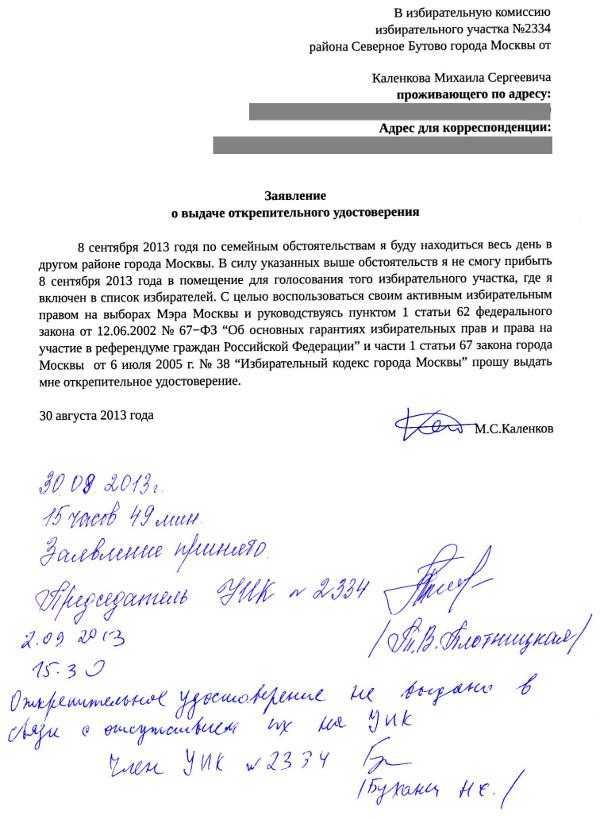 В избирательную комиссию
избирательного участка №2334
района Северное Бутово города Москвы от
Каленкова Михаила Сергеевича
проживающего по адресу:
Адрес для корреспонденции:
Заявление
о выдаче открепительного удостоверения
8 сентября 2013 годя по семейным обстоятельствам я буду находиться весь день в
другом районе города Москвы. В силу указанных выше обстоятельств я не смогу прибыть
8 сентября 2013 года в помещение для голосования того избирательного участка, где я
включен в список избирателей. С целью воспользоваться своим активным избирательным
правом на выборах Мэра Москвы и руководствуясь пунктом 1 статьи 62 федерального
закона от 12.06.2002 № 67−ФЗ “Об основных гарантиях избирательных прав и права на
участие в референдуме граждан Российской Федерации” и части 1 статьи 67 закона города
Москвы от 6 июля 2005 г. № 38 “Избирательный кодекс города Москвы” прошу выдать
мне открепительное удостоверение.
30 августа 2013 года
М.С.Каленков
30 08 2013г.
15 часов 49 мин.
Заявление принято.
Председатель УИК № 2334
/Т.В.Плотницкая/
2.09 2013
15.30
Открепительное удостоверение не выдано в
связи с отсутствием их на УИК
Член УИК № 2334